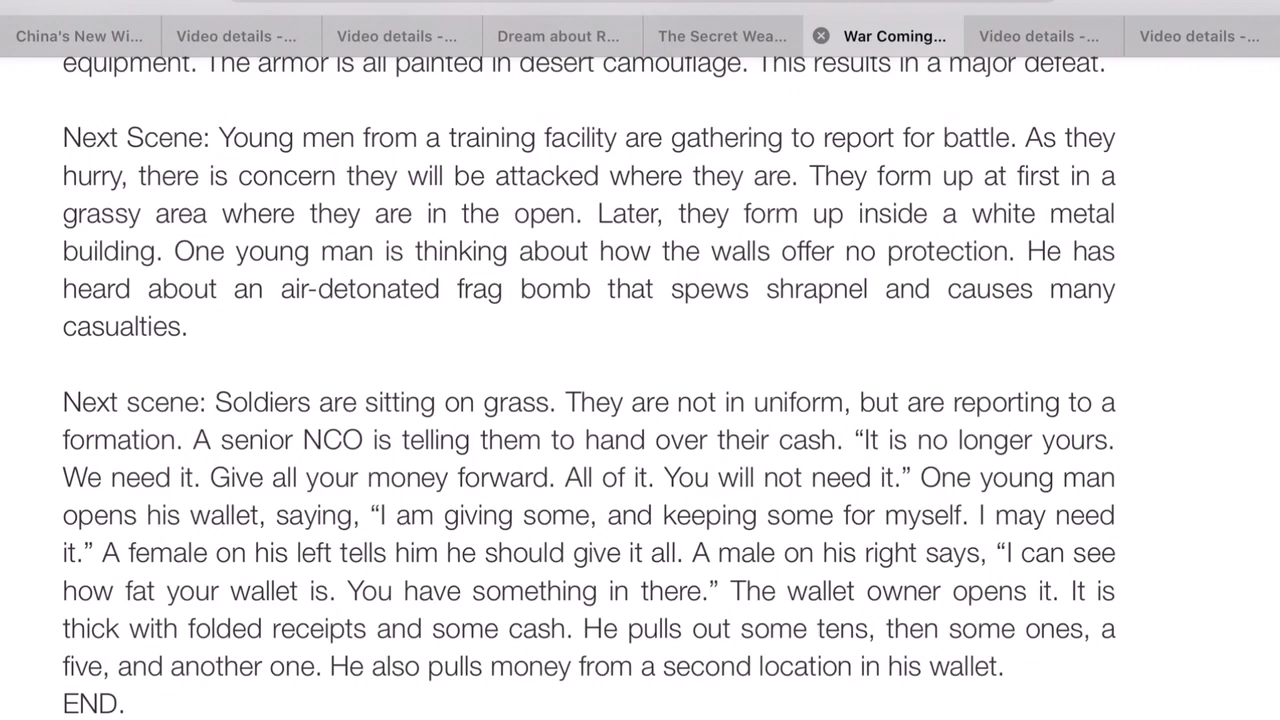 China's New Wi...
Video details -...
Video details -...
Dream about R...
The Secret Wea...
War Coming...
Video details -...
Video details -...
equipment. The armor is all painted in desert camouflage. This results in a major defeat.
Next Scene: Young men from a training facility are gathering to report for battle. As they
hurry, there is concern they will be attacked where they are. They form up at first in a
grassy area where they are in the open. Later, they form up inside a white metal
building. One young man is thinking about how the walls offer no protection. He has
heard about an air-detonated frag bomb that spews shrapnel and causes many
casualties.
Next scene: Soldiers are sitting on grass. They are not in uniform, but are reporting to a
formation. A senior NCO is telling them to hand over their cash. “It is no longer yours.
We need it. Give all your money forward. All of it. You will not need it.” One young man
opens his wallet, saying, “I am giving some, and keeping some for myself. I may need
it.” A female on his left tells him he should give it all. A male on his right says, “I can see
how fat your wallet is. You have something in there.” The wallet owner opens it. It is
thick with folded receipts and some cash. He pulls out some tens, then some ones, a
five, and another one. He also pulls money from a second location in his wallet.
END.